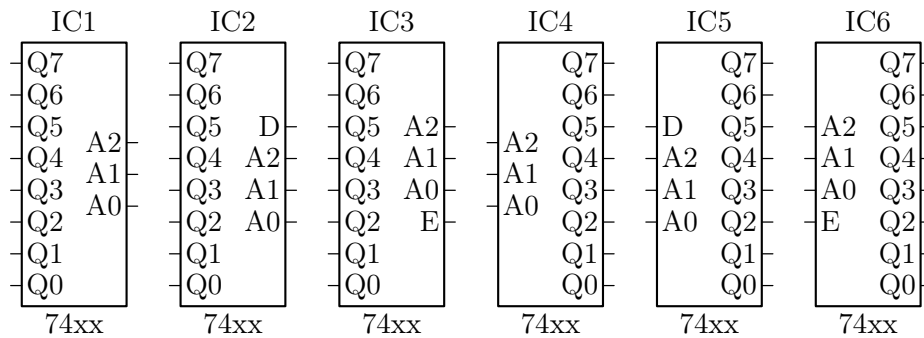 IC1 IC2 IC3 IC4 IC5 IC6
Q7 Q7 Q7 Q7 Q7 Q7
Q6 Q6 Q6 Q6 Q6 Q6
Q5 A2 Q5 D Q5 A2 A2 Q5 D Q5 A2 Q5
Q4 A1 Q4 A2 Q4 A1 A1 Q4 A2 Q4 A1 Q4
Q3 A0 Q3 A1 Q3 A0 A0 Q3 A1 Q3 A0 Q3
Q2 Q2 A0 Q2 E Q2 A0 Q2 E Q2
Q1 Q1 Q1 Q1 Q1 Q1
Q0 Q0 Q0 Q0 Q0 Q0
74xx 74xx 74xx 74xx 74xx 74xx